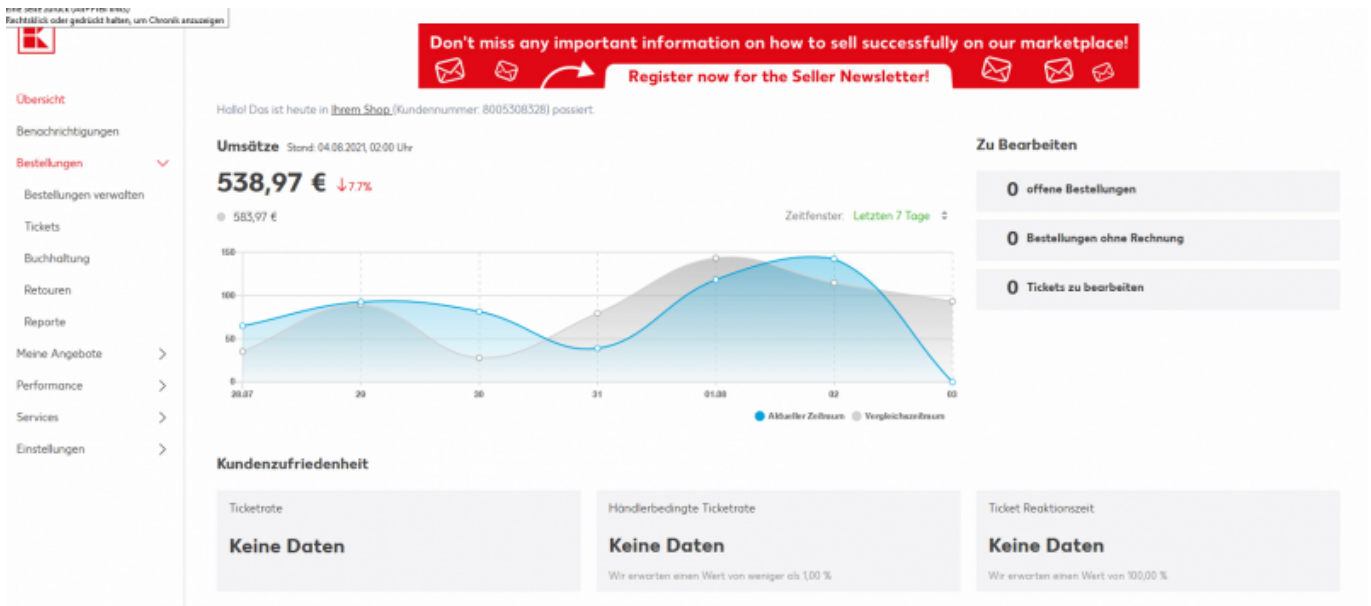 Eine Seite zurück (Alt+Pfeil links)
Rechtsklick oder gedrückt halten, um Chronik anzuzeigen
K
Don't miss any important information on how to sell successfully on our marketplace!
Register now for the Seller Newsletter!
Übersicht
Benachrichtigungen
Bestellungen
Bestellungen verwalten
Tickets
Buchhaltung
Retouren
Reporte
Meine Angebote
Performance
Services
Einstellungen
Hallo! Das ist heute in Ihrem Shop (Kundennummer: 8005308328) passiert.
Umsätze Stand: 04.08.2021, 02:00 Uhr
538,97 € ↓7.7%
583,97 €
Zeitfenster: Letzten 7 Tage
150
100
50
0
28.07 29 30 31 01.08 02 03
Aktueller Zeitraum Vergleichszeitraum
Zu Bearbeiten
0 offene Bestellungen
0 Bestellungen ohne Rechnung
0 Tickets zu bearbeiten
Kundenzufriedenheit
Ticketrate
Keine Daten
Händlerbedingte Ticketrate
Keine Daten
Wir erwarten einen Wert von weniger als 1,00 %
Ticket Reaktionszeit
Keine Daten
Wir erwarten einen Wert von 100,00 %